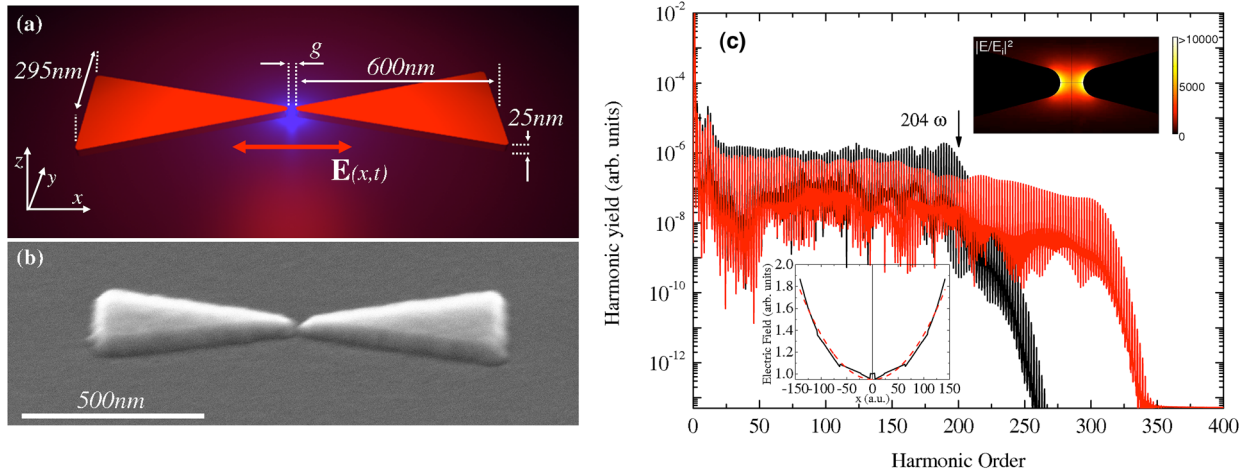 (a)
g
295nm
600nm
25nm
E(x,t)
z
y
x
(b)
500nm
(c)
Harmonic yield (arb. units)
10⁰
10⁻²
10⁻⁴
10⁻⁶
10⁻⁸
10⁻¹⁰
10⁻¹²
204 ω
|E/Eᵢ|²
>10000
5000
0
Electric Field (arb. units)
2.0
1.8
1.6
1.4
1.2
1.0
-150 -100 -50 0 50 100 150
x (a.u.)
0 50 100 150 200 250 300 350 400
Harmonic Order